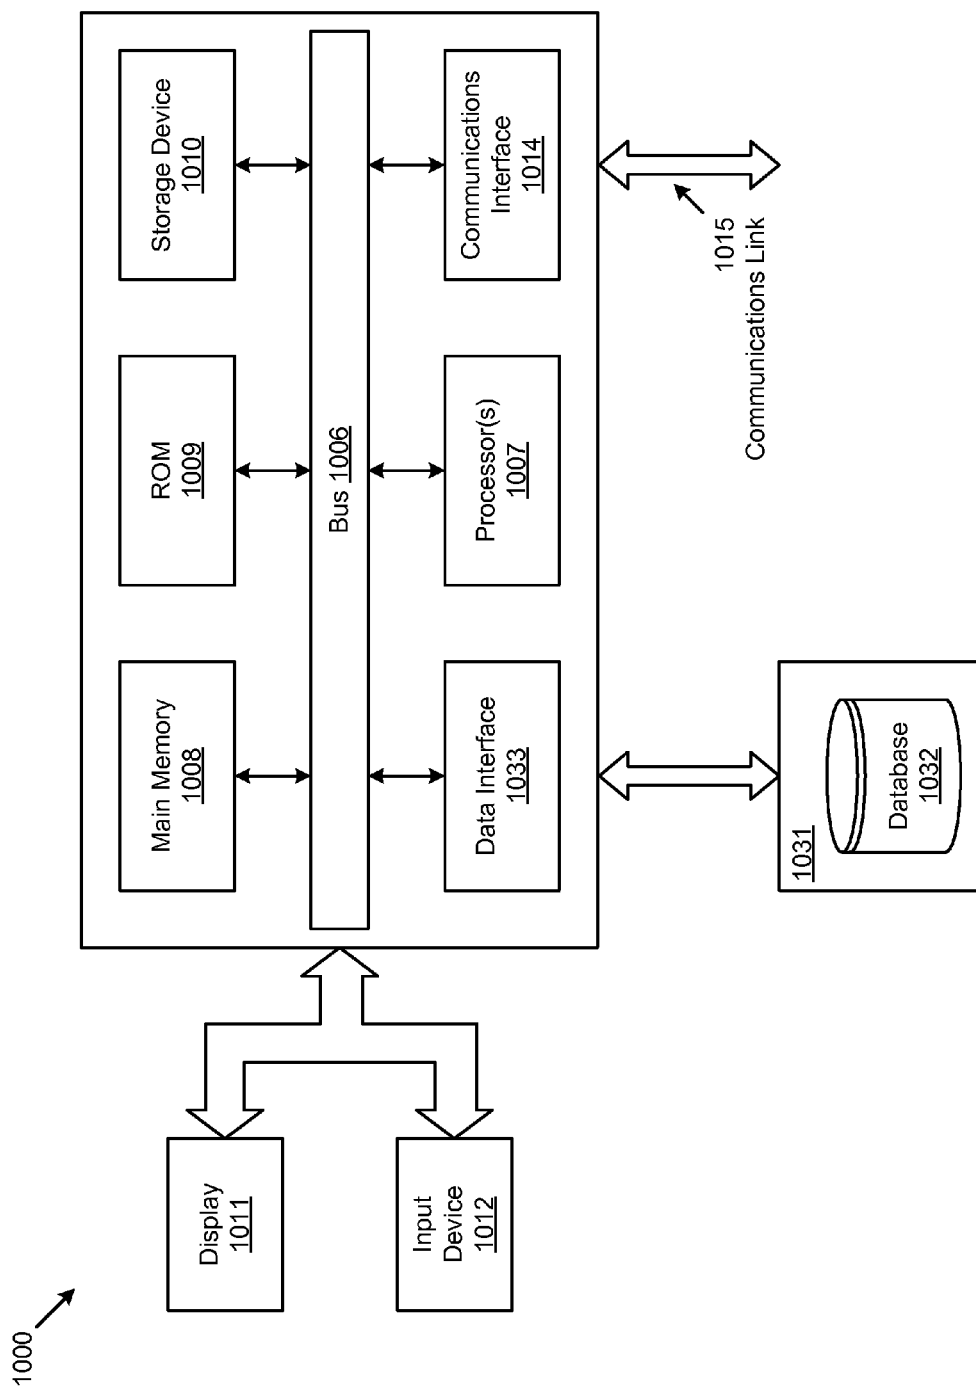 1000
Display
1011
Input
Device
1012
Main Memory
1008
ROM
1009
Storage Device
1010
Bus 1006
Data Interface
1033
Processor(s)
1007
Communications
Interface
1014
1015
Communications Link
1031
Database
1032